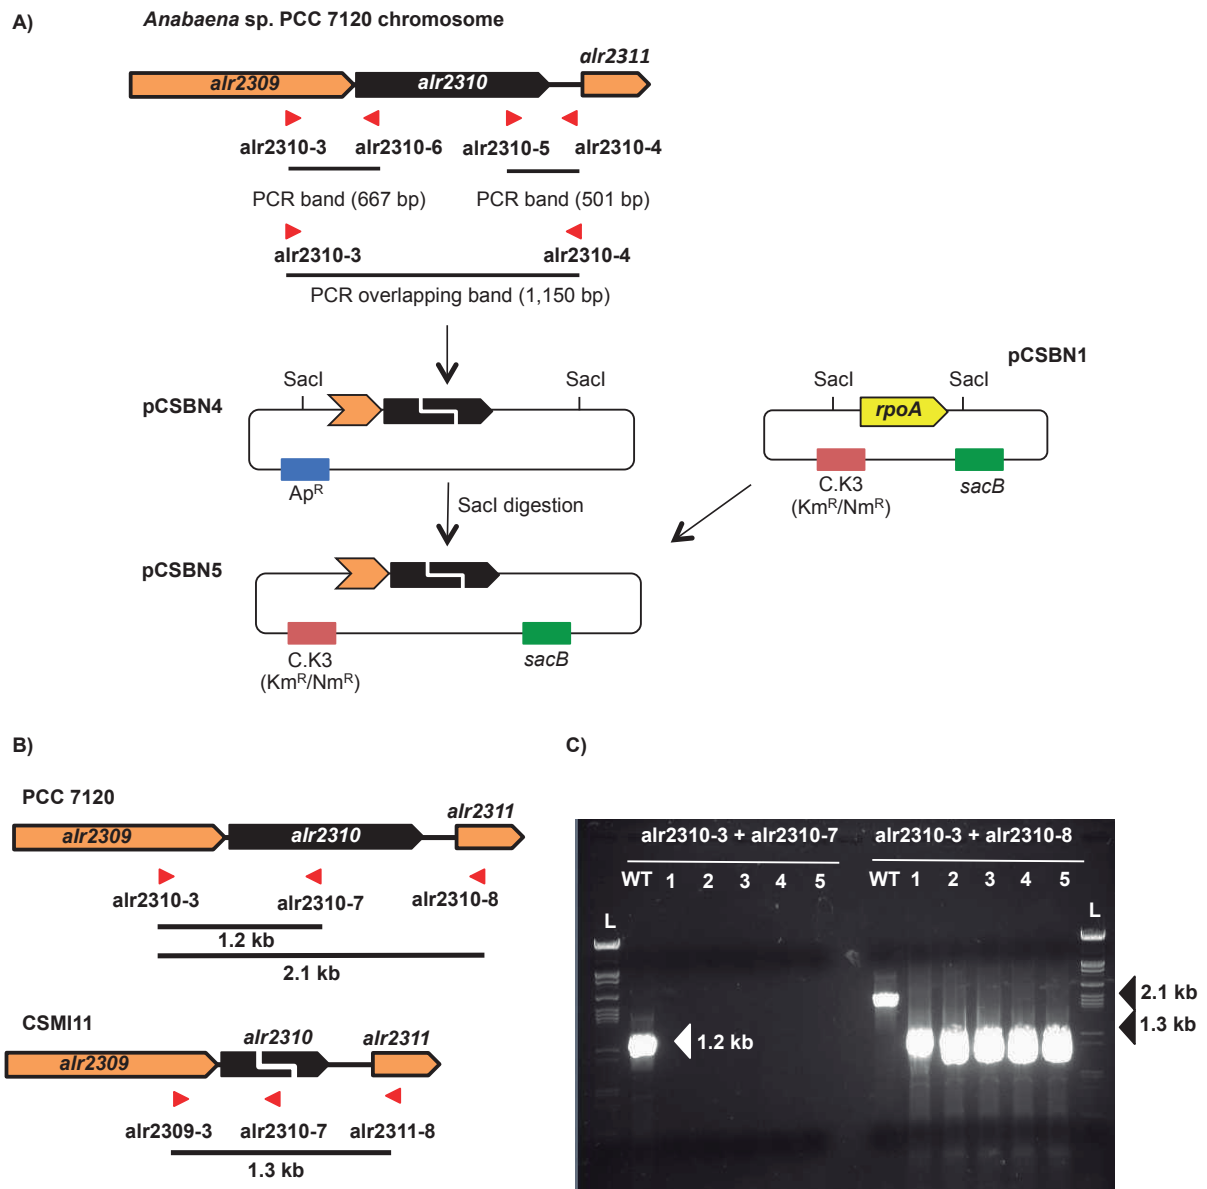 A)
Anabaena sp. PCC 7120 chromosome
alr2309
alr2310
alr2311
alr2310-3 alr2310-6 alr2310-5 alr2310-4
PCR band (667 bp) PCR band (501 bp)
alr2310-3 alr2310-4
PCR overlapping band (1,150 bp)
pCSBN1
SacI SacI SacI SacI
pCSBN4
rpoA
ApR
C.K3 sacB
(KmR/NmR)
SacI digestion
pCSBN5
C.K3 sacB
(KmR/NmR)
B)
PCC 7120
alr2309 alr2310 alr2311
alr2310-3 alr2310-7 alr2310-8
1.2 kb
2.1 kb
CSMI11
alr2309 alr2310 alr2311
alr2309-3 alr2310-7 alr2311-8
1.3 kb
C)
alr2310-3 + alr2310-7 alr2310-3 + alr2310-8
WT 1 2 3 4 5 WT 1 2 3 4 5
L L
2.1 kb
1.3 kb
1.2 kb